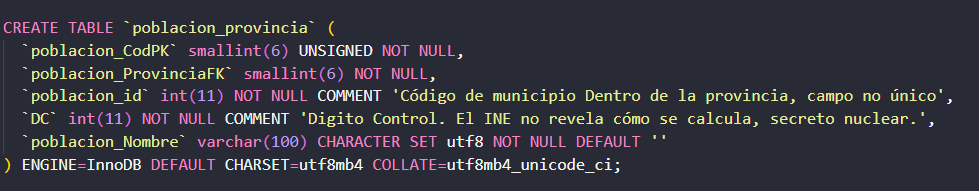 CREATE TABLE `poblacion_provincia` (
`poblacion_CodPK` smallint(6) UNSIGNED NOT NULL,
`poblacion_ProvinciaFK` smallint(6) NOT NULL,
`poblacion_id` int(11) NOT NULL COMMENT 'Código de municipio Dentro de la provincia, campo no único',
`DC` int(11) NOT NULL COMMENT 'Digito Control. El INE no revela cómo se calcula, secreto nuclear.',
`poblacion_Nombre` varchar(100) CHARACTER SET utf8 NOT NULL DEFAULT ''
) ENGINE=InnoDB DEFAULT CHARSET=utf8mb4 COLLATE=utf8mb4_unicode_ci;